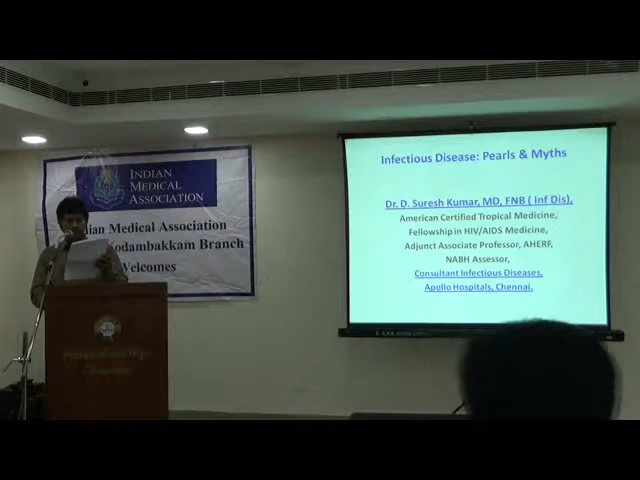 INDIAN
MEDICAL
ASSOCIATION
Indian Medical Association
Kodambakkam Branch
Welcomes
Infectious Disease: Pearls & Myths
Dr. D. Suresh Kumar, MD, FNB ( Inf Dis),
American Certified Tropical Medicine,
Fellowship in HIV/AIDS Medicine,
Adjunct Associate Professor, AHERF,
NABH Assessor,
Consultant Infectious Diseases,
Apollo Hospitals, Chennai.